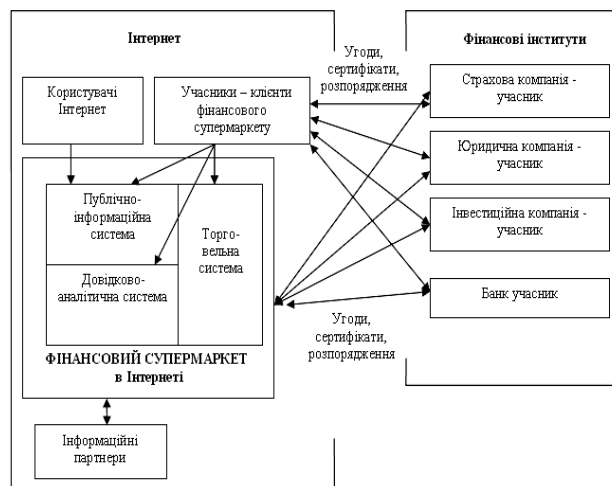 Інтернет
Угоди,
сертифікати,
розпорядження
Фінансові інститути
Користувачі
Інтернет
Учасники – клієнти
фінансового
супермаркету
Страхова компанія -
учасник
Юридична компанія -
учасник
Інвестиційна компанія -
учасник
Банк учасник
Публічно-
інформаційна
система
Торго-
вельна
система
Довідково-
аналітична система
ФІНАНСОВИЙ СУПЕРМАРКЕТ
в Інтернеті
Угоди,
сертифікати,
розпорядження
Інформаційні
партнери